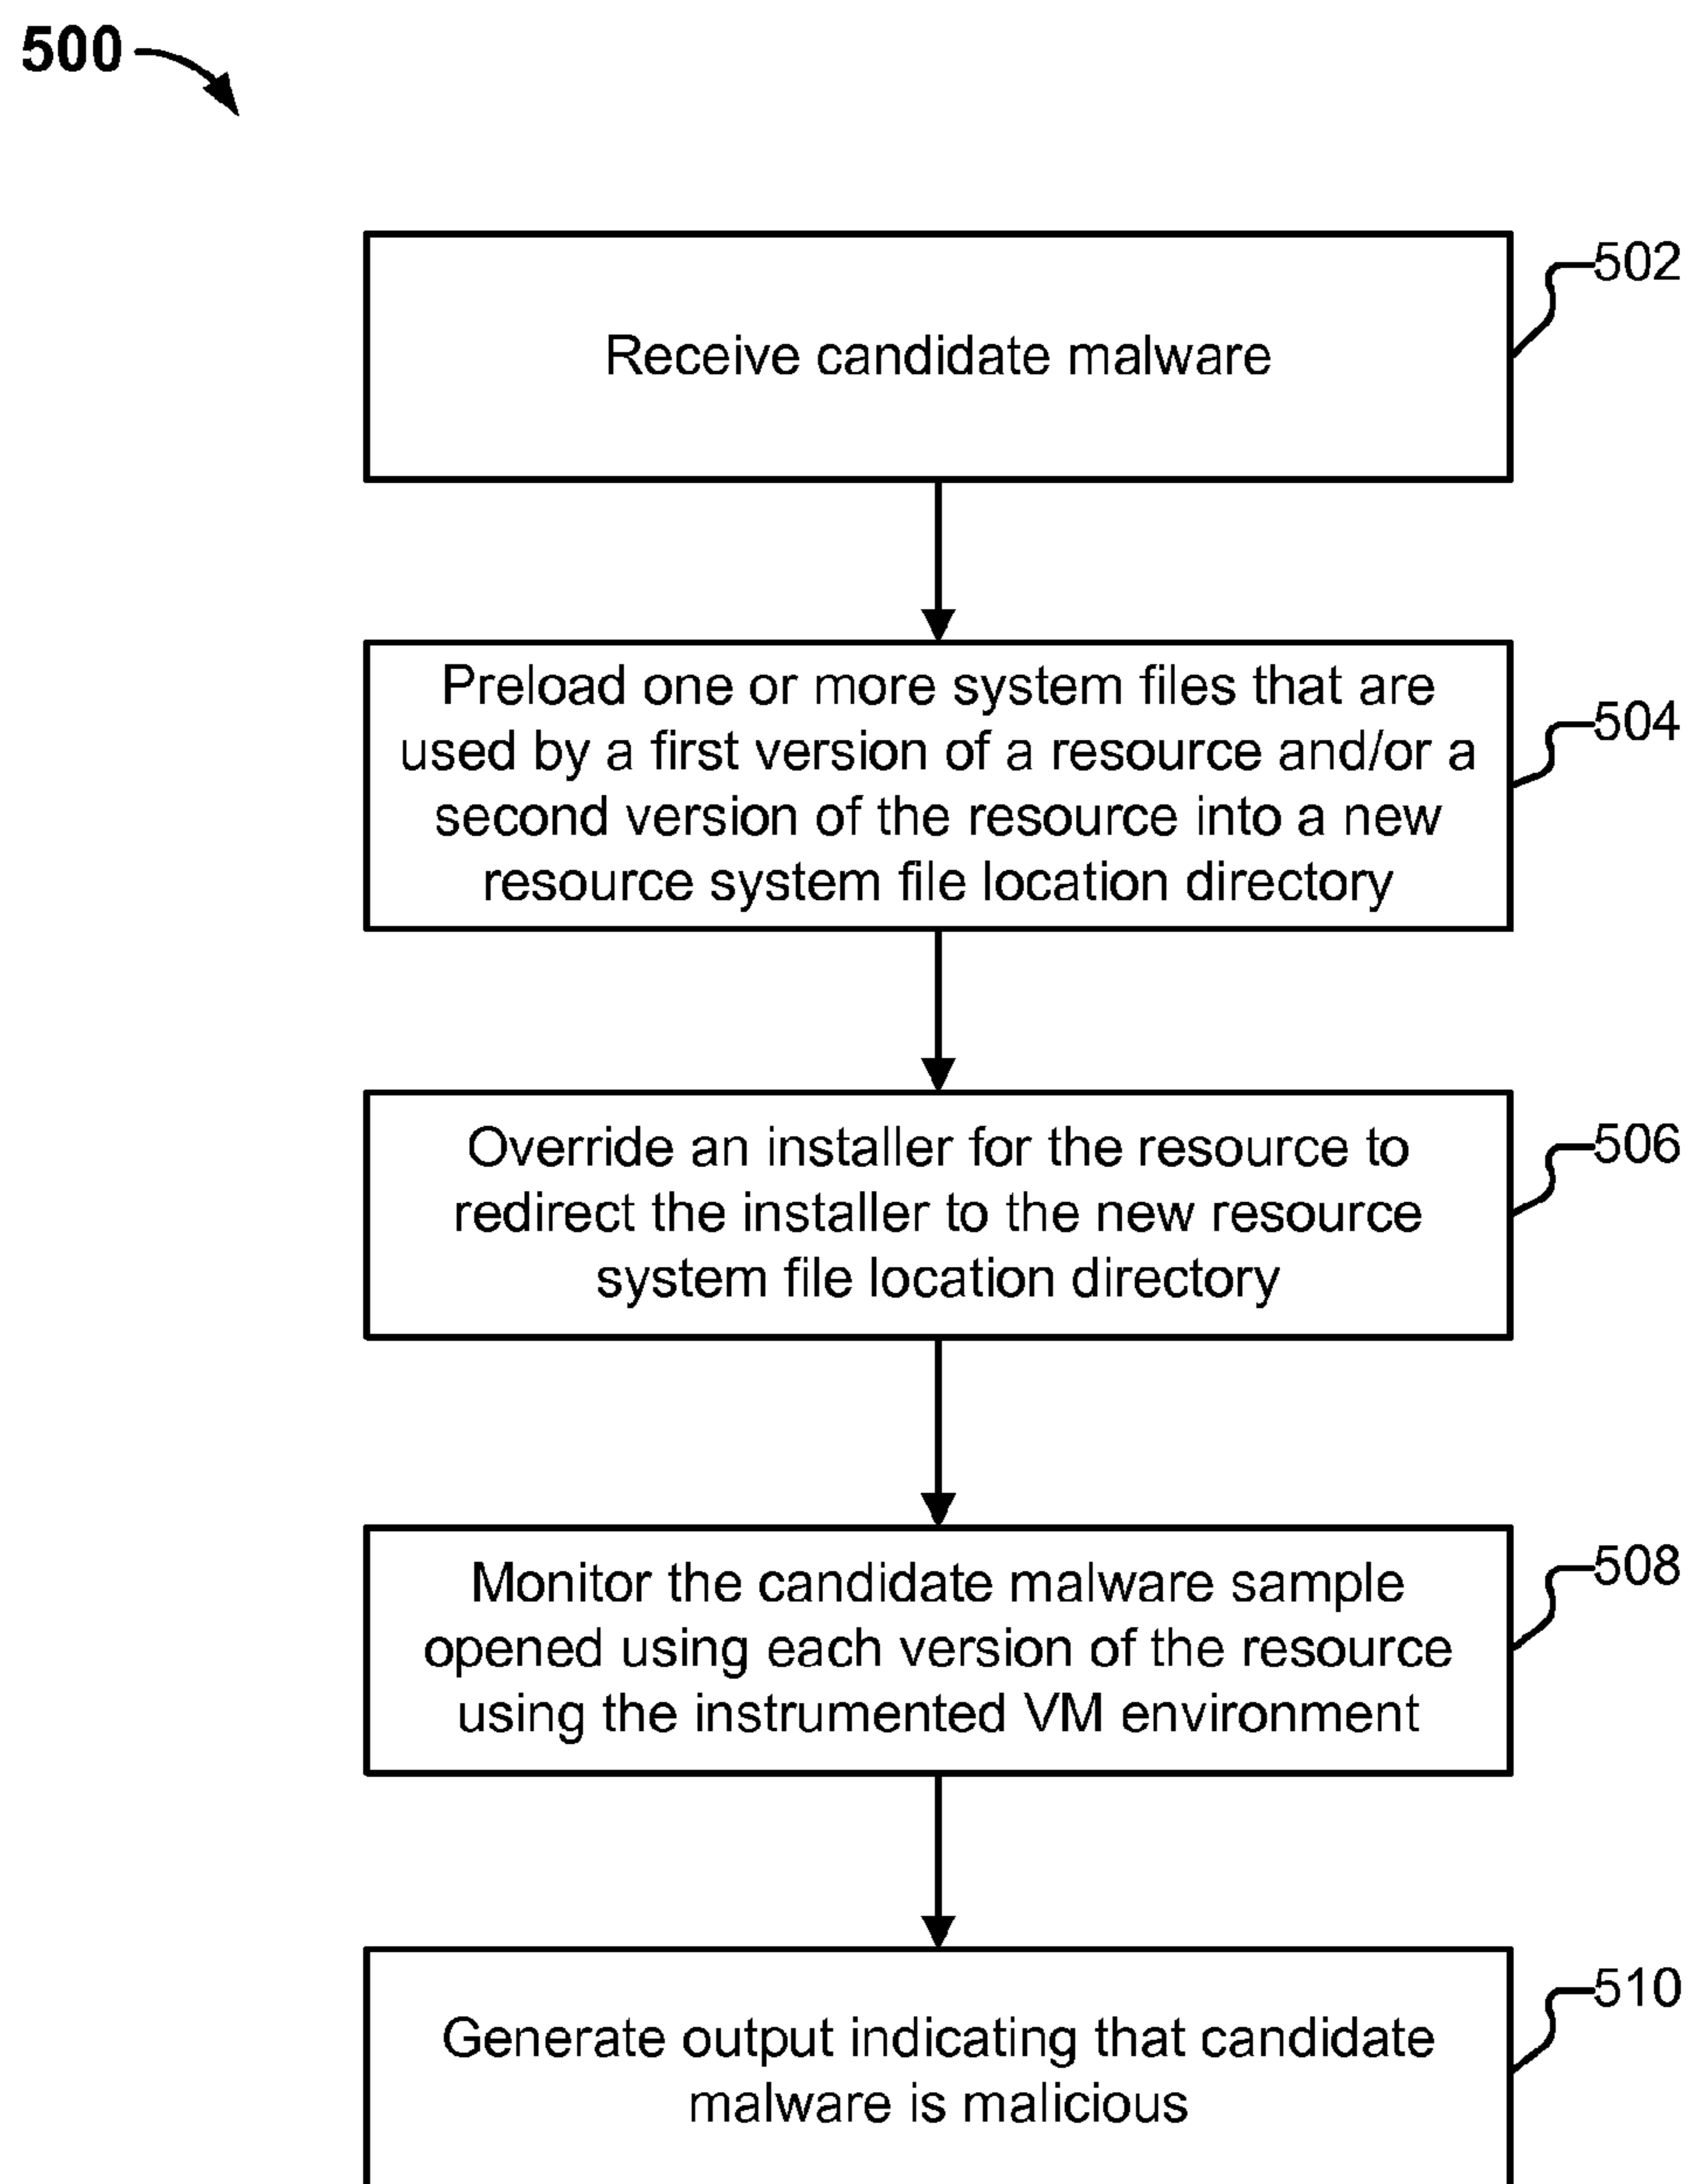 500
502
Receive candidate malware
Preload one or more system files that are
used by a first version of a resource and/or a
second version of the resource into a new
resource system file location directory
504
Override an installer for the resource to
redirect the installer to the new resource
system file location directory
506
Monitor the candidate malware sample
opened using each version of the resource
using the instrumented VM environment
508
Generate output indicating that candidate
malware is malicious
510